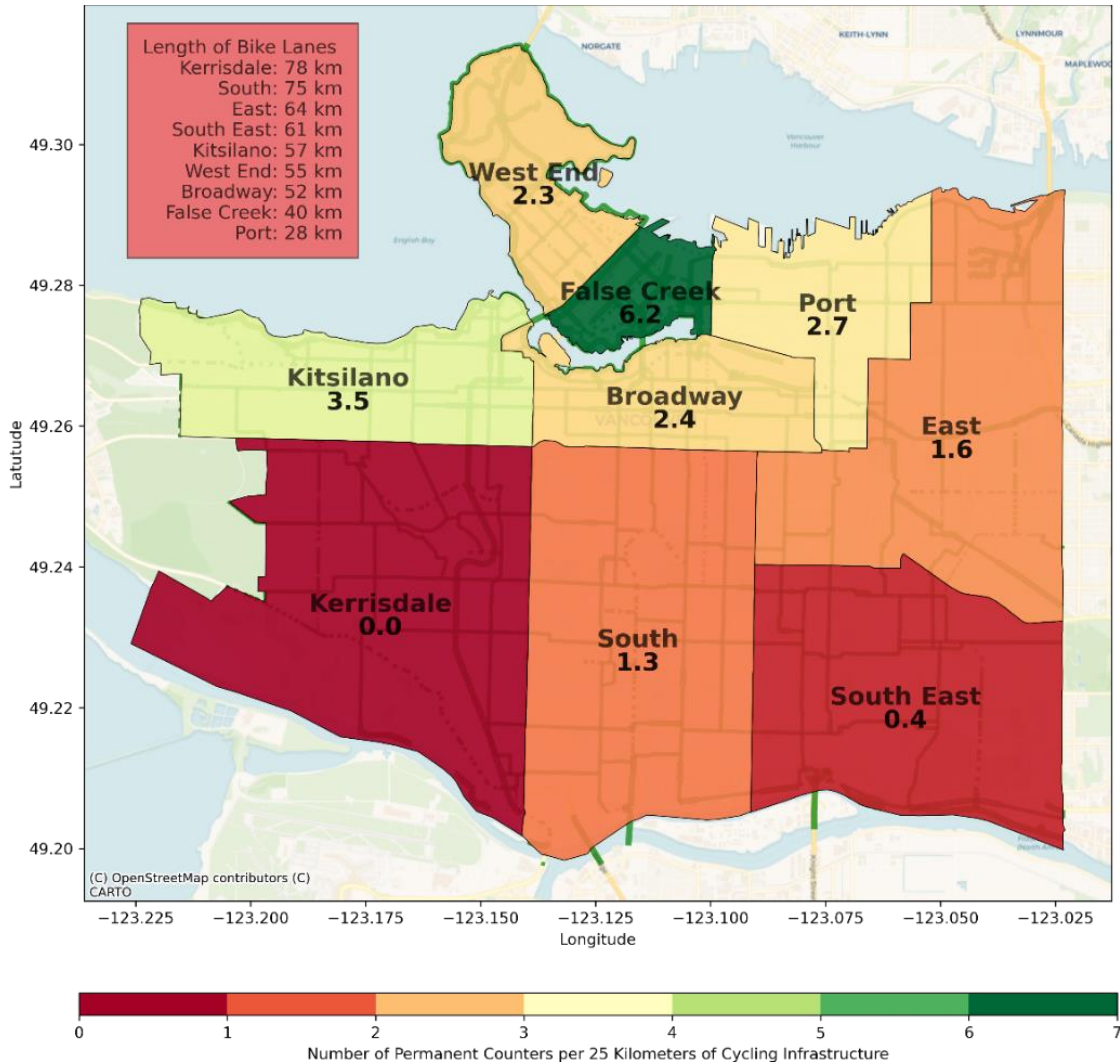 Length of Bike Lanes
Kerrisdale: 78 km
South: 75 km
East: 64 km
South East: 61 km
Kitsilano: 57 km
West End: 55 km
Broadway: 52 km
False Creek: 40 km
Port: 28 km
NORGATE
KEITH-LYNN
LYNNMOUR
MAPLEWOO
Vancouver
Harbour
English Bay
West End
2.3
False Creek
6.2
Port
2.7
Kitsilano
3.5
Broadway
2.4
VANCO
East
1.6
Kerrisdale
0.0
South
1.3
South East
0.4
49.30
49.28
49.26
49.24
49.22
49.20
Latutude
(C) OpenStreetMap contributors (C)
CARTO
−123.225
−123.200
−123.175
−123.150
−123.125
−123.100
−123.075
−123.050
−123.025
Longitude
0
1
2
3
4
5
6
7
Number of Permanent Counters per 25 Kilometers of Cycling Infrastructure